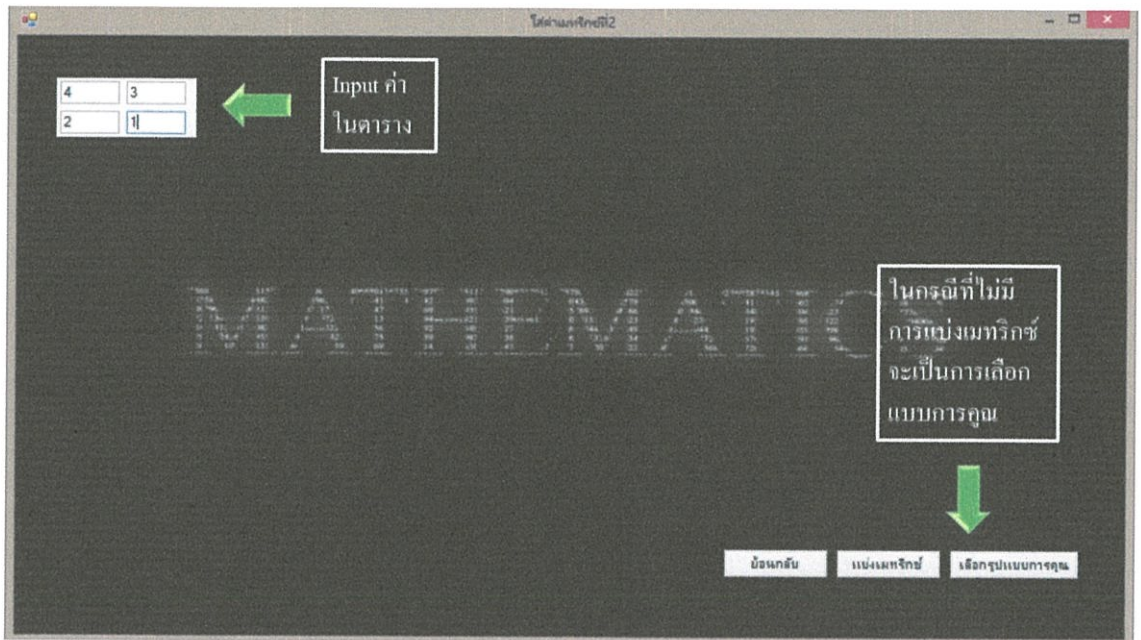 ใส่ค่าเมทริกซ์ที่2
4 3
2 1
Input ค่า
ในตาราง
MATHEMATICS
ในกรณีที่ไม่มี
การแบ่งเมทริกซ์
จะเป็นการเลือก
แบบการคูณ
ย้อนกลับ แบ่งเมทริกซ์ เลือกรูปแบบการคูณ